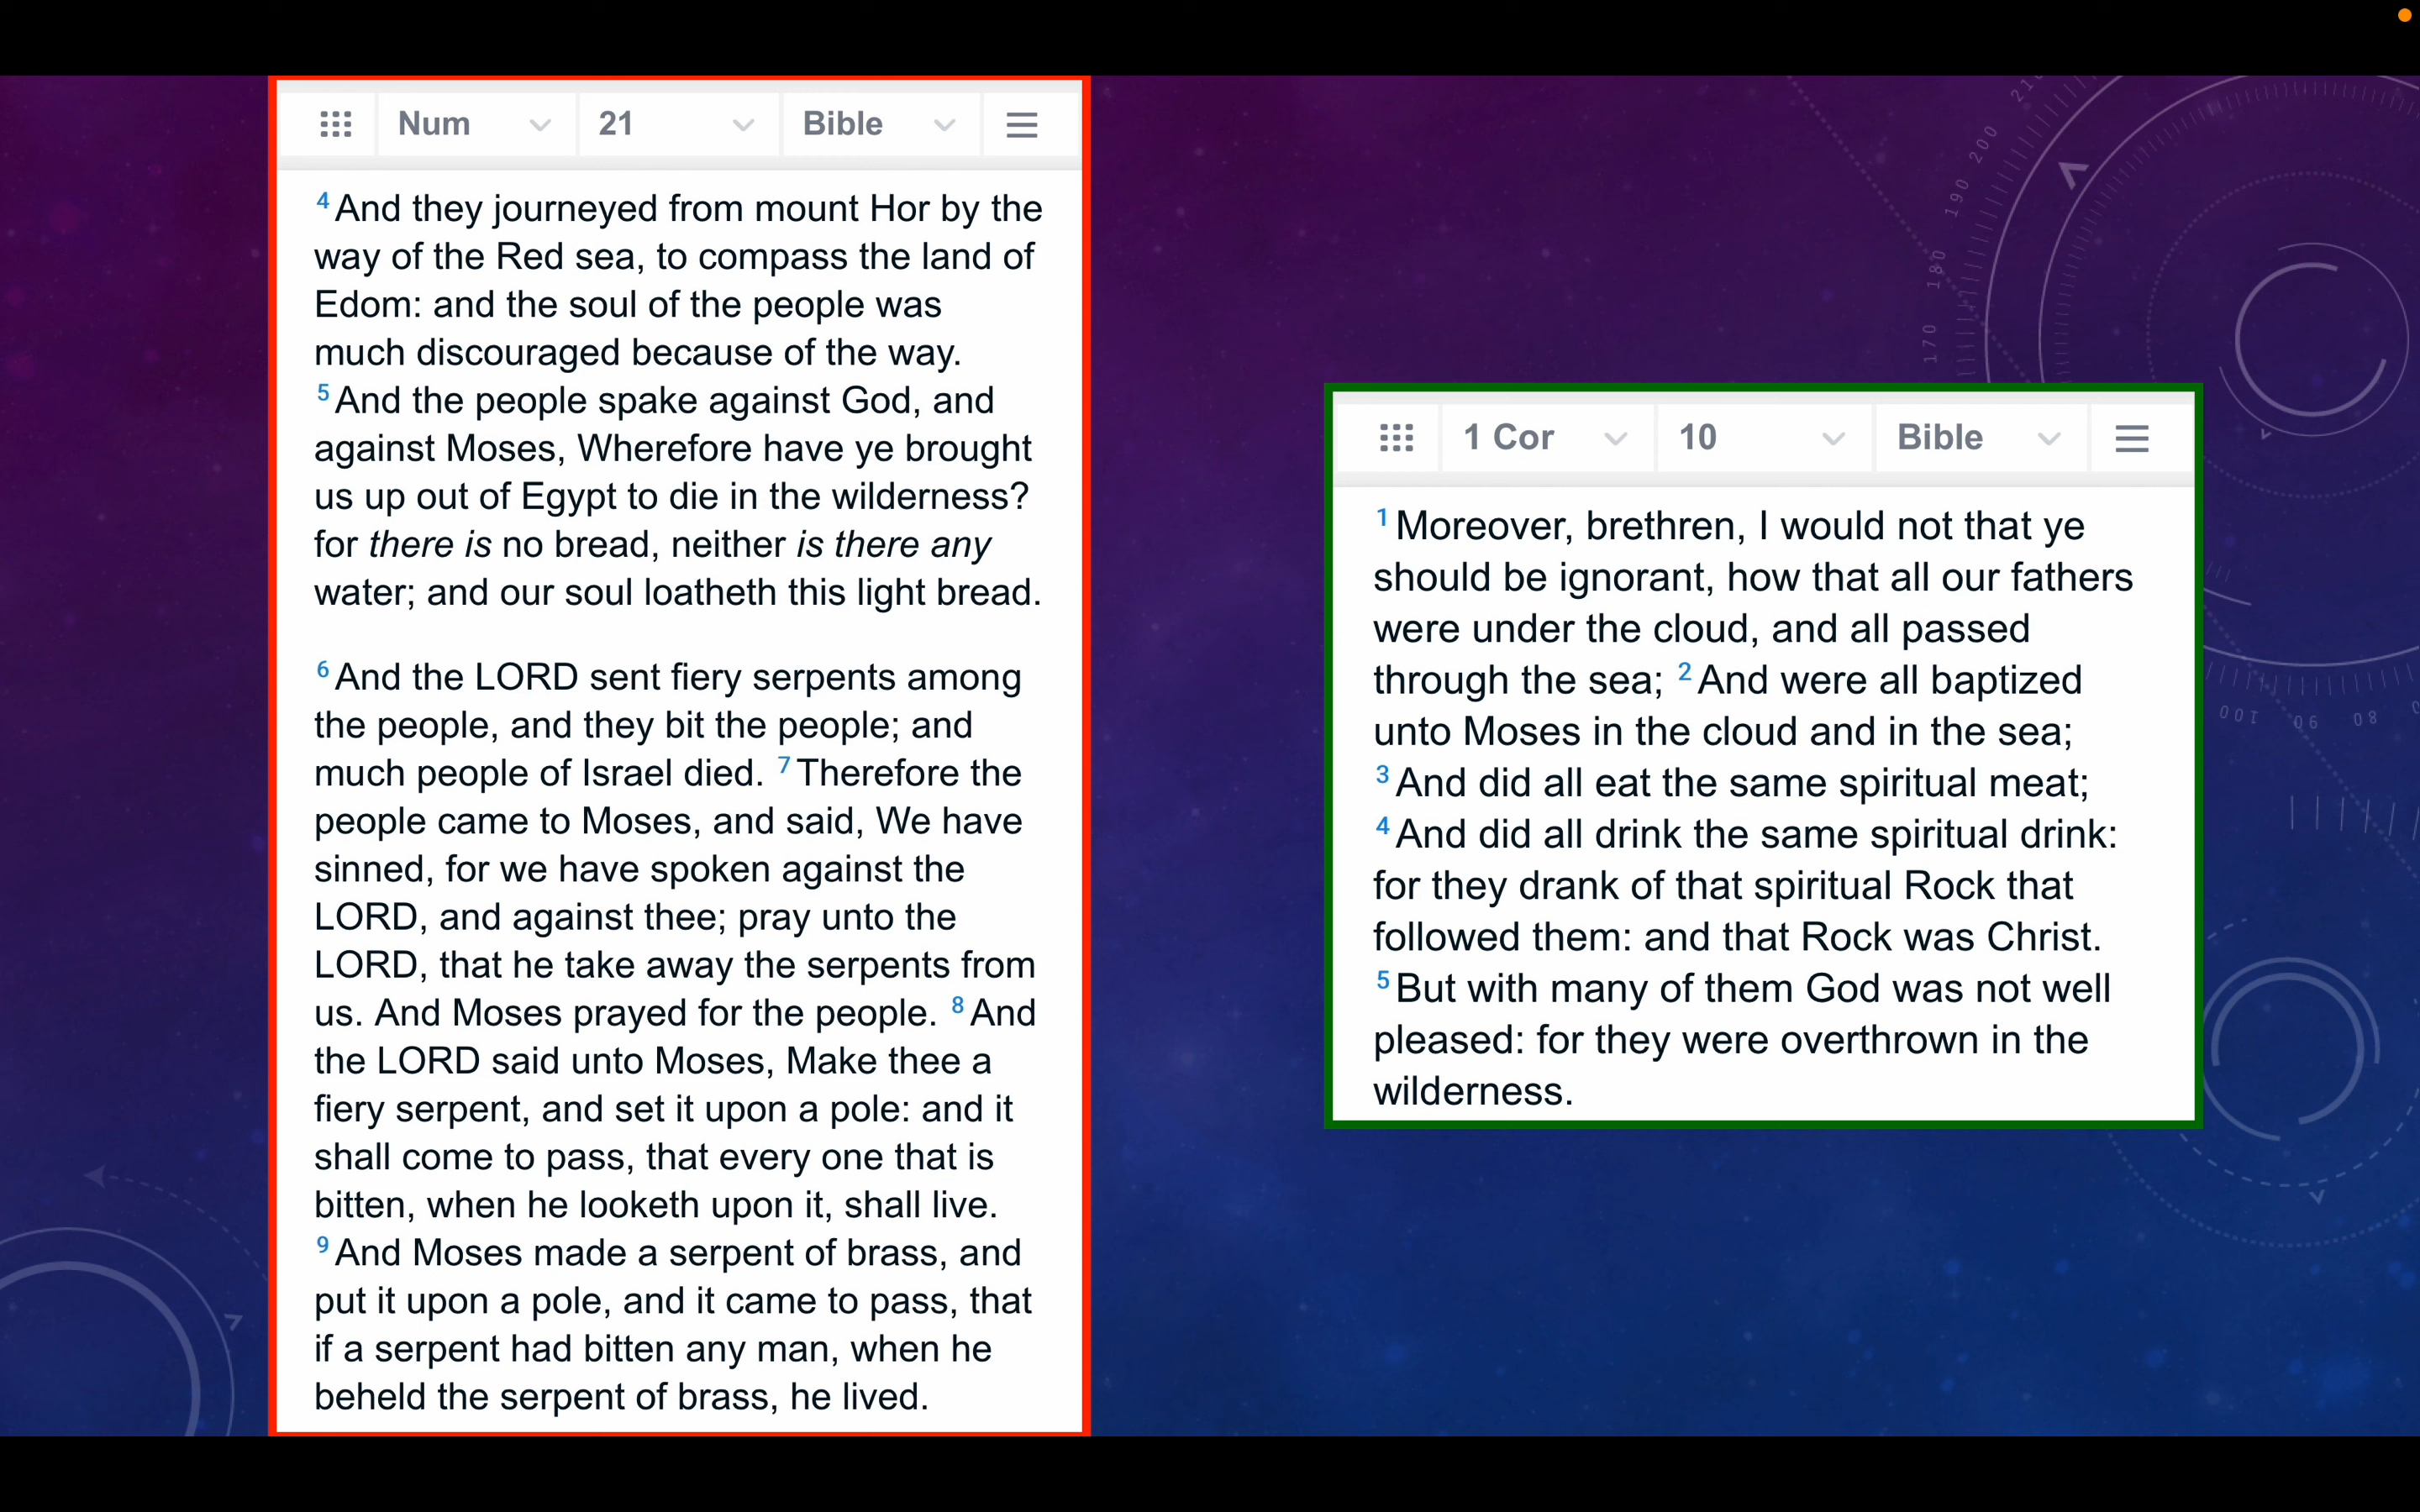 Num 21 Bible
4 And they journeyed from mount Hor by the
way of the Red sea, to compass the land of
Edom: and the soul of the people was
much discouraged because of the way.
5 And the people spake against God, and
against Moses, Wherefore have ye brought
us up out of Egypt to die in the wilderness?
for there is no bread, neither is there any
water; and our soul loatheth this light bread.
6 And the LORD sent fiery serpents among
the people, and they bit the people; and
much people of Israel died. 7 Therefore the
people came to Moses, and said, We have
sinned, for we have spoken against the
LORD, and against thee; pray unto the
LORD, that he take away the serpents from
us. And Moses prayed for the people. 8 And
the LORD said unto Moses, Make thee a
fiery serpent, and set it upon a pole: and it
shall come to pass, that every one that is
bitten, when he looketh upon it, shall live.
9 And Moses made a serpent of brass, and
put it upon a pole, and it came to pass, that
if a serpent had bitten any man, when he
beheld the serpent of brass, he lived.
1 Cor 10 Bible
1 Moreover, brethren, I would not that ye
should be ignorant, how that all our fathers
were under the cloud, and all passed
through the sea; 2 And were all baptized
unto Moses in the cloud and in the sea;
3 And did all eat the same spiritual meat;
4 And did all drink the same spiritual drink:
for they drank of that spiritual Rock that
followed them: and that Rock was Christ.
5 But with many of them God was not well
pleased: for they were overthrown in the
wilderness.
200
190
180
170
100 90 80